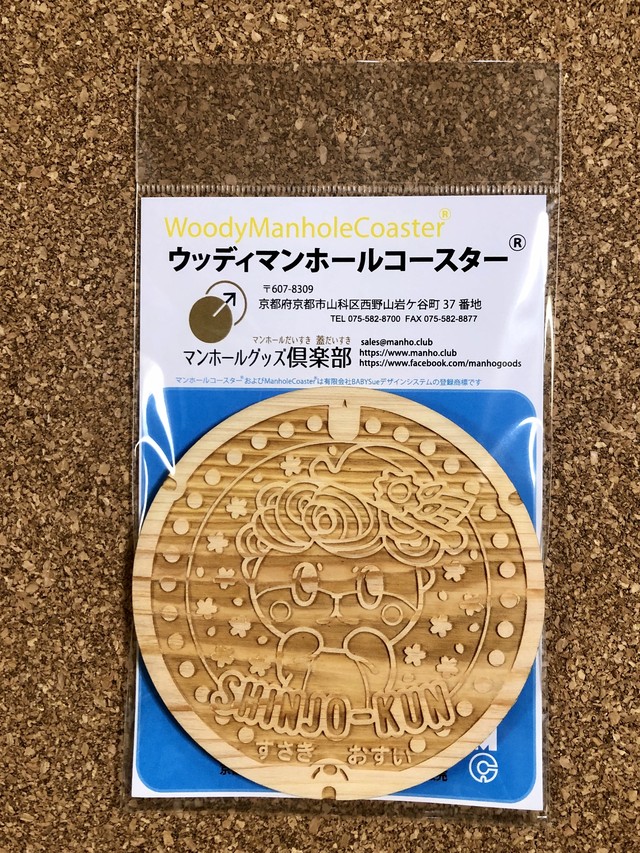 WoodyManholeCoaster®
ウッディマンホールコースター®
〒607-8309
京都府京都市山科区西野山岩ケ谷町 37 番地
TEL 075-582-8700 FAX 075-582-8877
マンホールだいすき 蓋だいすき
マンホールグッズ倶楽部
sales@manho.club
https://www.manho.club
https://www.facebook.com/manhogoods
マンホールコースター®およびManholeCoaster®は有限会社BABYSueデザインシステムの登録商標です
SHINJO-KUN
すさき おすい